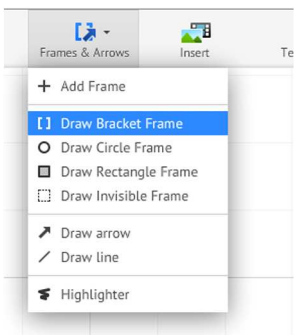 Frames & Arrows
Insert
Te
Add Frame
Draw Bracket Frame
Draw Circle Frame
Draw Rectangle Frame
Draw Invisible Frame
Draw arrow
Draw line
Highlighter